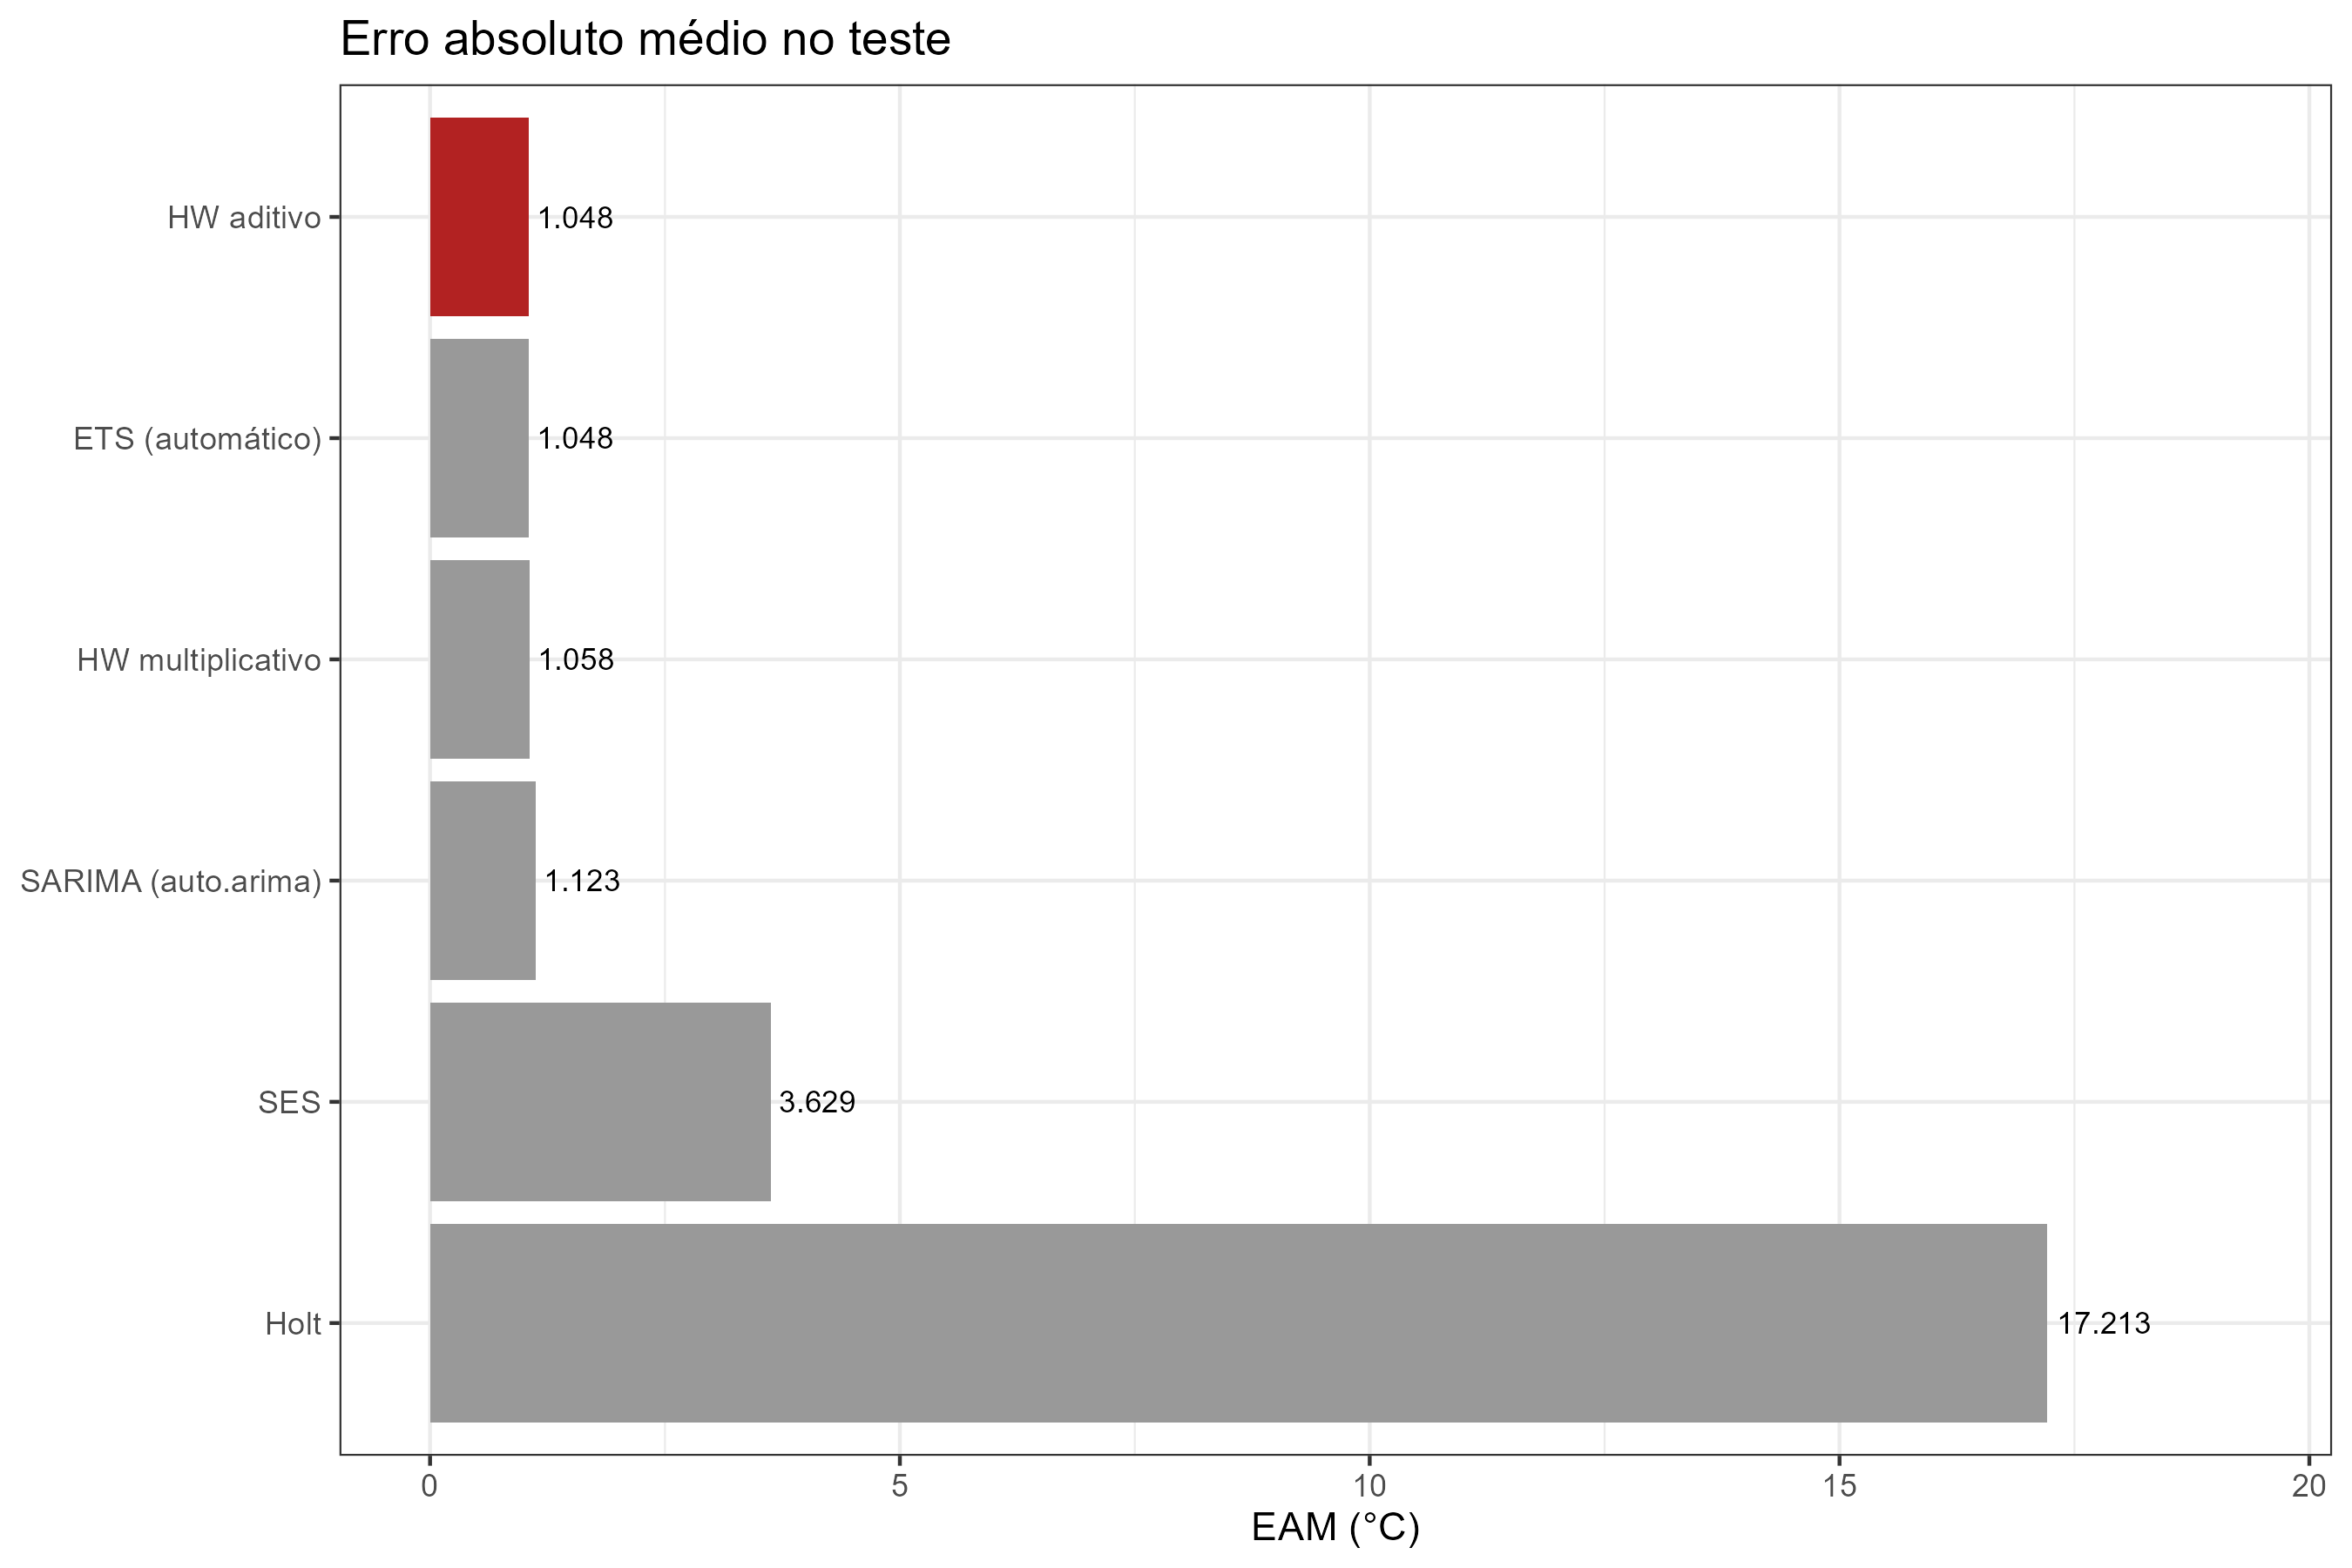 Erro absoluto médio no teste
HW aditivo
1.048
ETS (automático)
1.048
HW multiplicativo
1.058
SARIMA (auto.arima)
1.123
SES
3.629
Holt
17.213
0 5 10 15 20
EAM (°C)